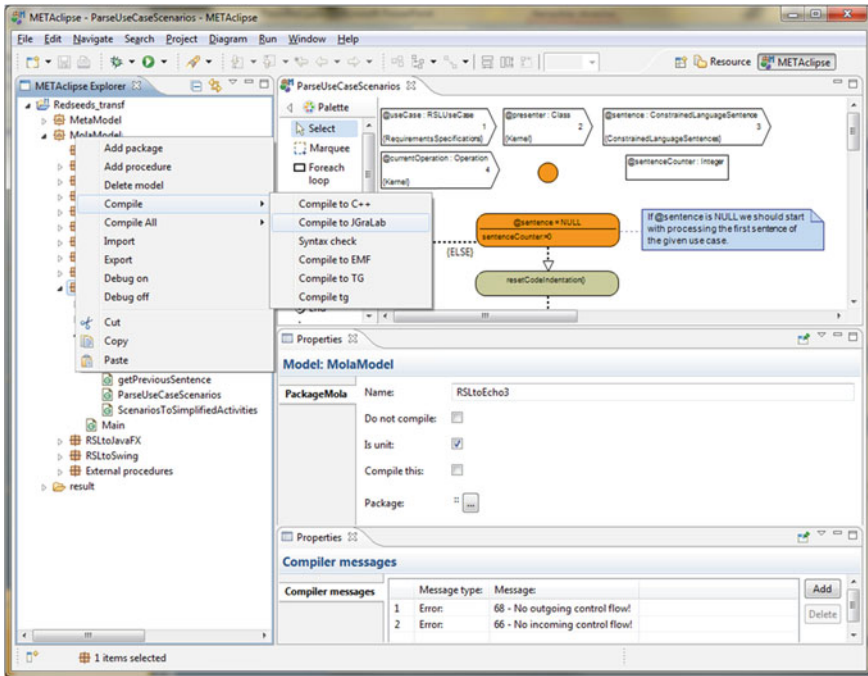 METAclipse - ParseUseCaseScenarios - METAclipse
File Edit Navigate Search Project Diagram Run Window Help
Resource METAclipse
METAclipse Explorer
Redseeds_transf
MetaModel
MolaModel
Add package
Add procedure
Delete model
Compile
Compile All
Import
Export
Debug on
Debug off
Cut
Copy
Paste
Compile to C++
Compile to JGraLab
Syntax check
Compile to EMF
Compile to TG
Compile tg
getPreviousSentence
ParseUseCaseScenarios
ScenariosToSimplifiedActivities
Main
RSLtoJavaFX
RSLtoSwing
External procedures
result
ParseUseCaseScenarios
Palette
Select
Marquee
Foreach
loop
@useCase : RSLUseCase
1
{RequirementsSpecifications}
@presenter : Class
2
{Kernel}
@sentence : ConstrainedLanguageSentence
3
{ConstrainedLanguageSentences}
@currentOperation : Operation
4
{Kernel}
@sentenceCounter : Integer
@sentence = NULL
sentenceCounter:=0
{ELSE}
If @sentence is NULL we should start
with processing the first sentence of
the given use case.
resetCodeIndentation()
Properties
Model: MolaModel
PackageMola
Name: RSLtoEcho3
Do not compile:
Is unit:
Compile this:
Package: ...
Properties
Compiler messages
Compiler messages
Message type: Message:
1 Error: 68 - No outgoing control flow!
2 Error: 66 - No incoming control flow!
Add
Delete
1 items selected